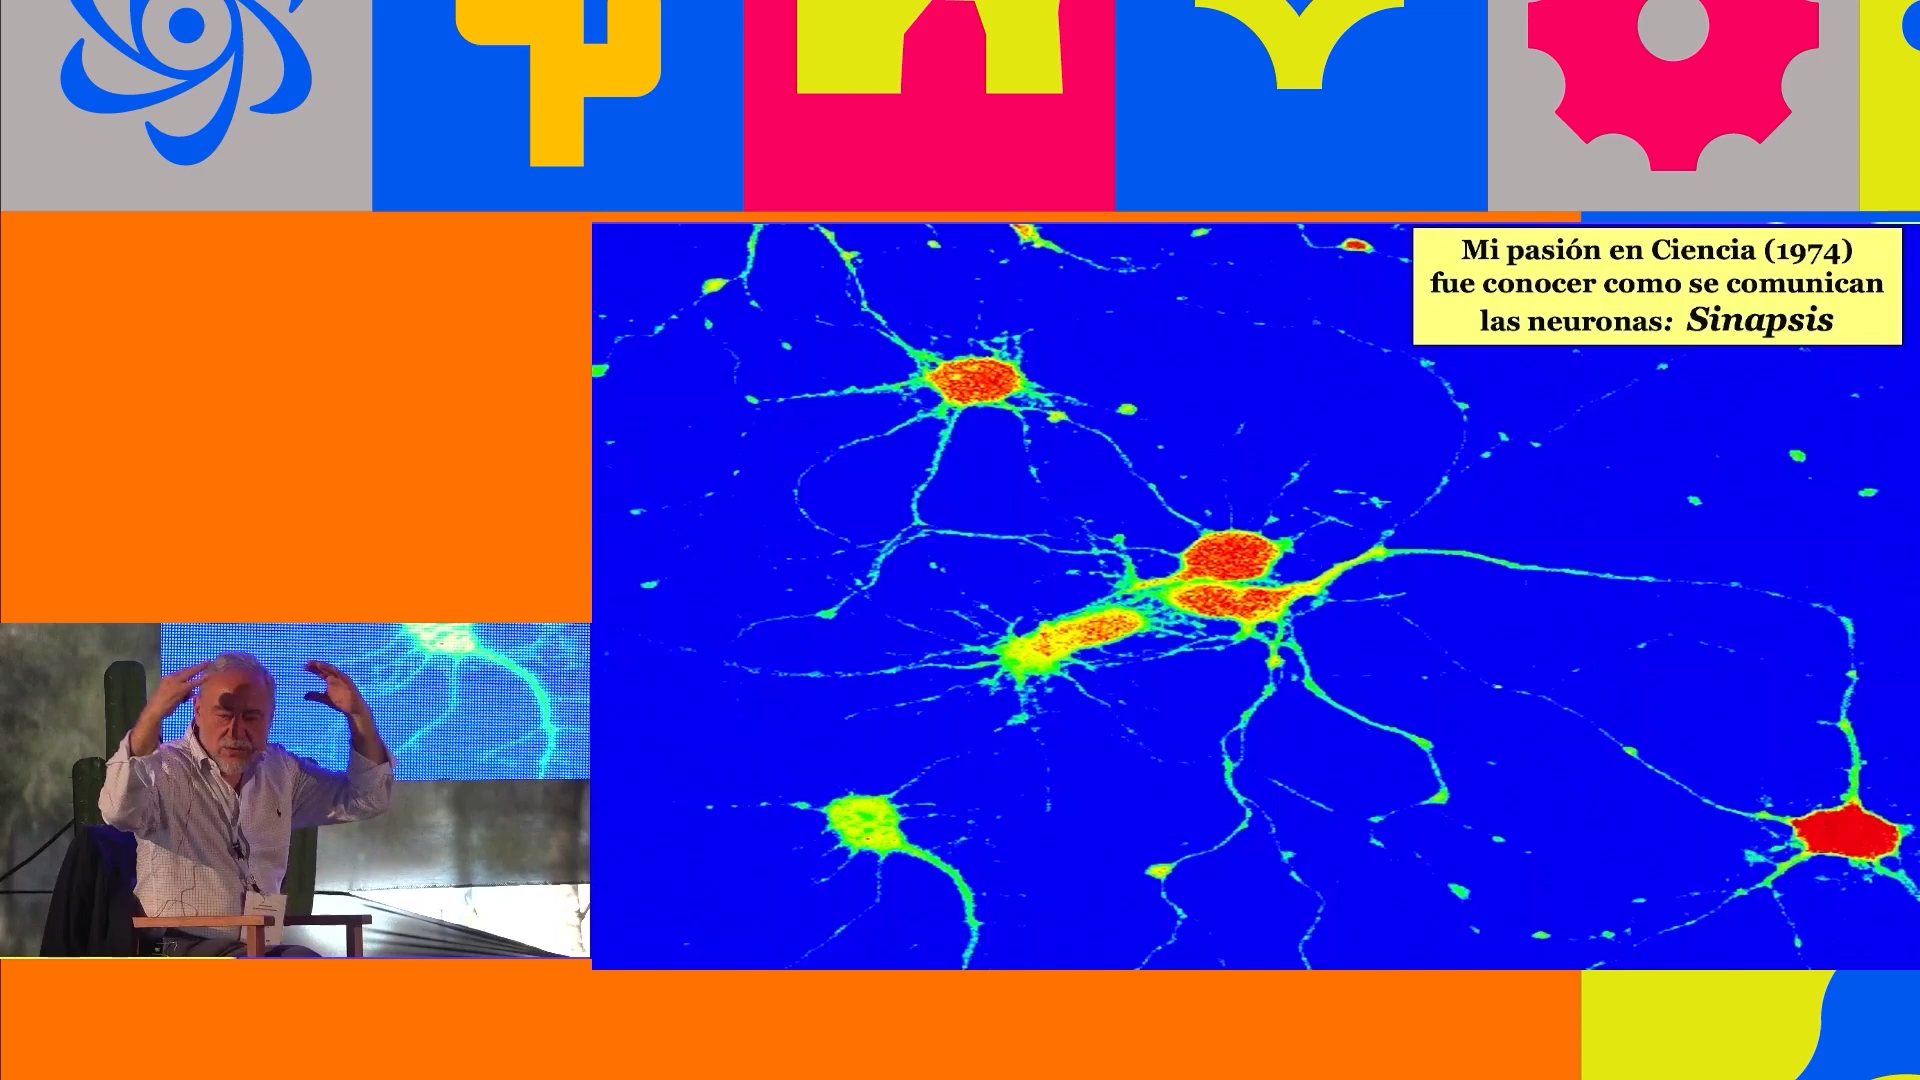 Mi pasión en Ciencia (1974)
fue conocer como se comunican
las neuronas: Sinapsis